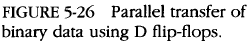 FIGURE 5-26 Parallel transfer of
binary data using D flip-flops.